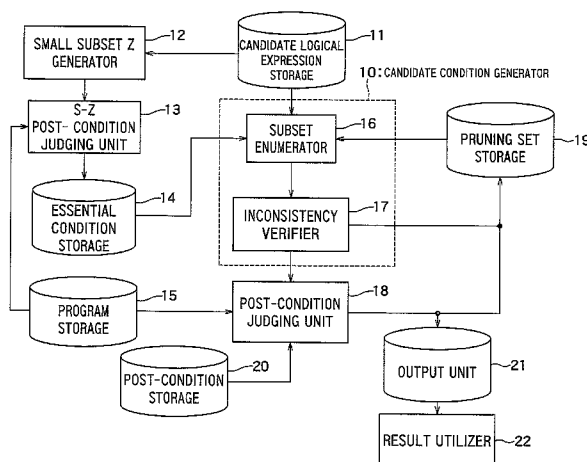 12
SMALL SUBSET Z
GENERATOR
11
CANDIDATE LOGICAL
EXPRESSION
STORAGE
10: CANDIDATE CONDITION GENERATOR
13
S-Z
POST- CONDITION
JUDGING UNIT
16
SUBSET
ENUMERATOR
19
PRUNING SET
STORAGE
14
ESSENTIAL
CONDITION
STORAGE
17
INCONSISTENCY
VERIFIER
15
PROGRAM
STORAGE
18
POST-CONDITION
JUDGING UNIT
20
POST-CONDITION
STORAGE
21
OUTPUT UNIT
RESULT UTILIZER
22